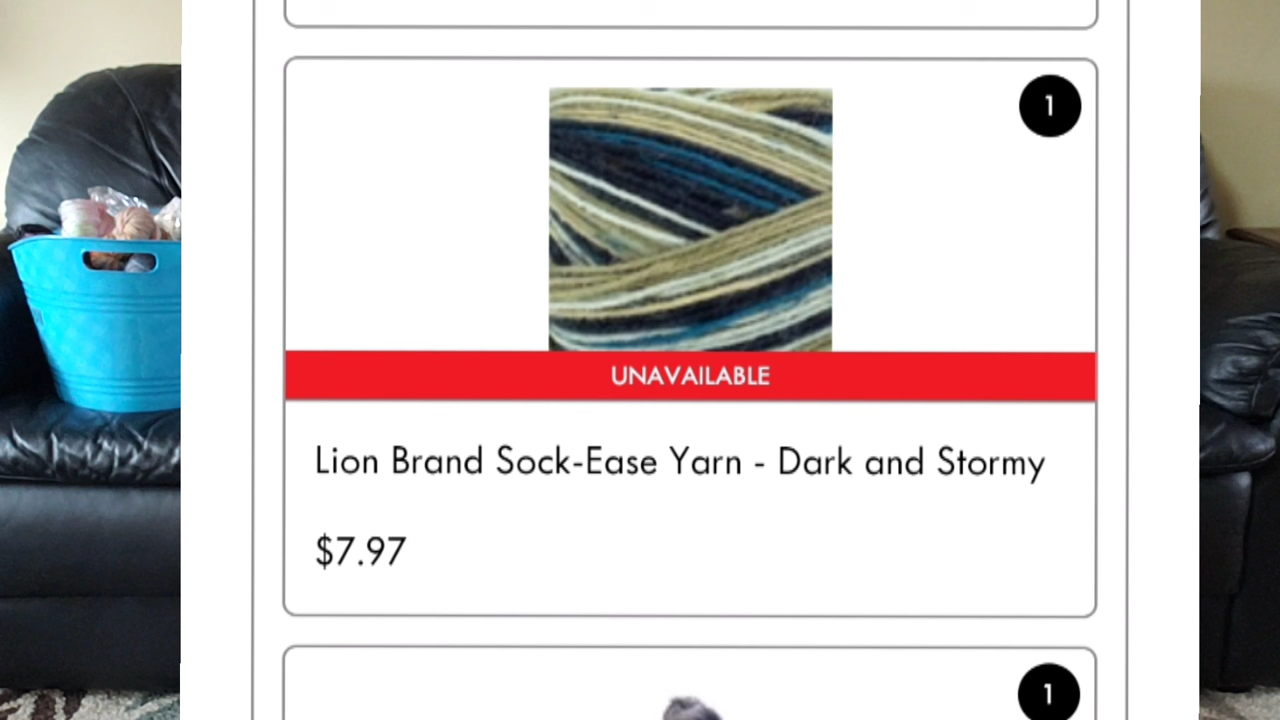 1
UNAVAILABLE
Lion Brand Sock-Ease Yarn - Dark and Stormy
$7.97
1